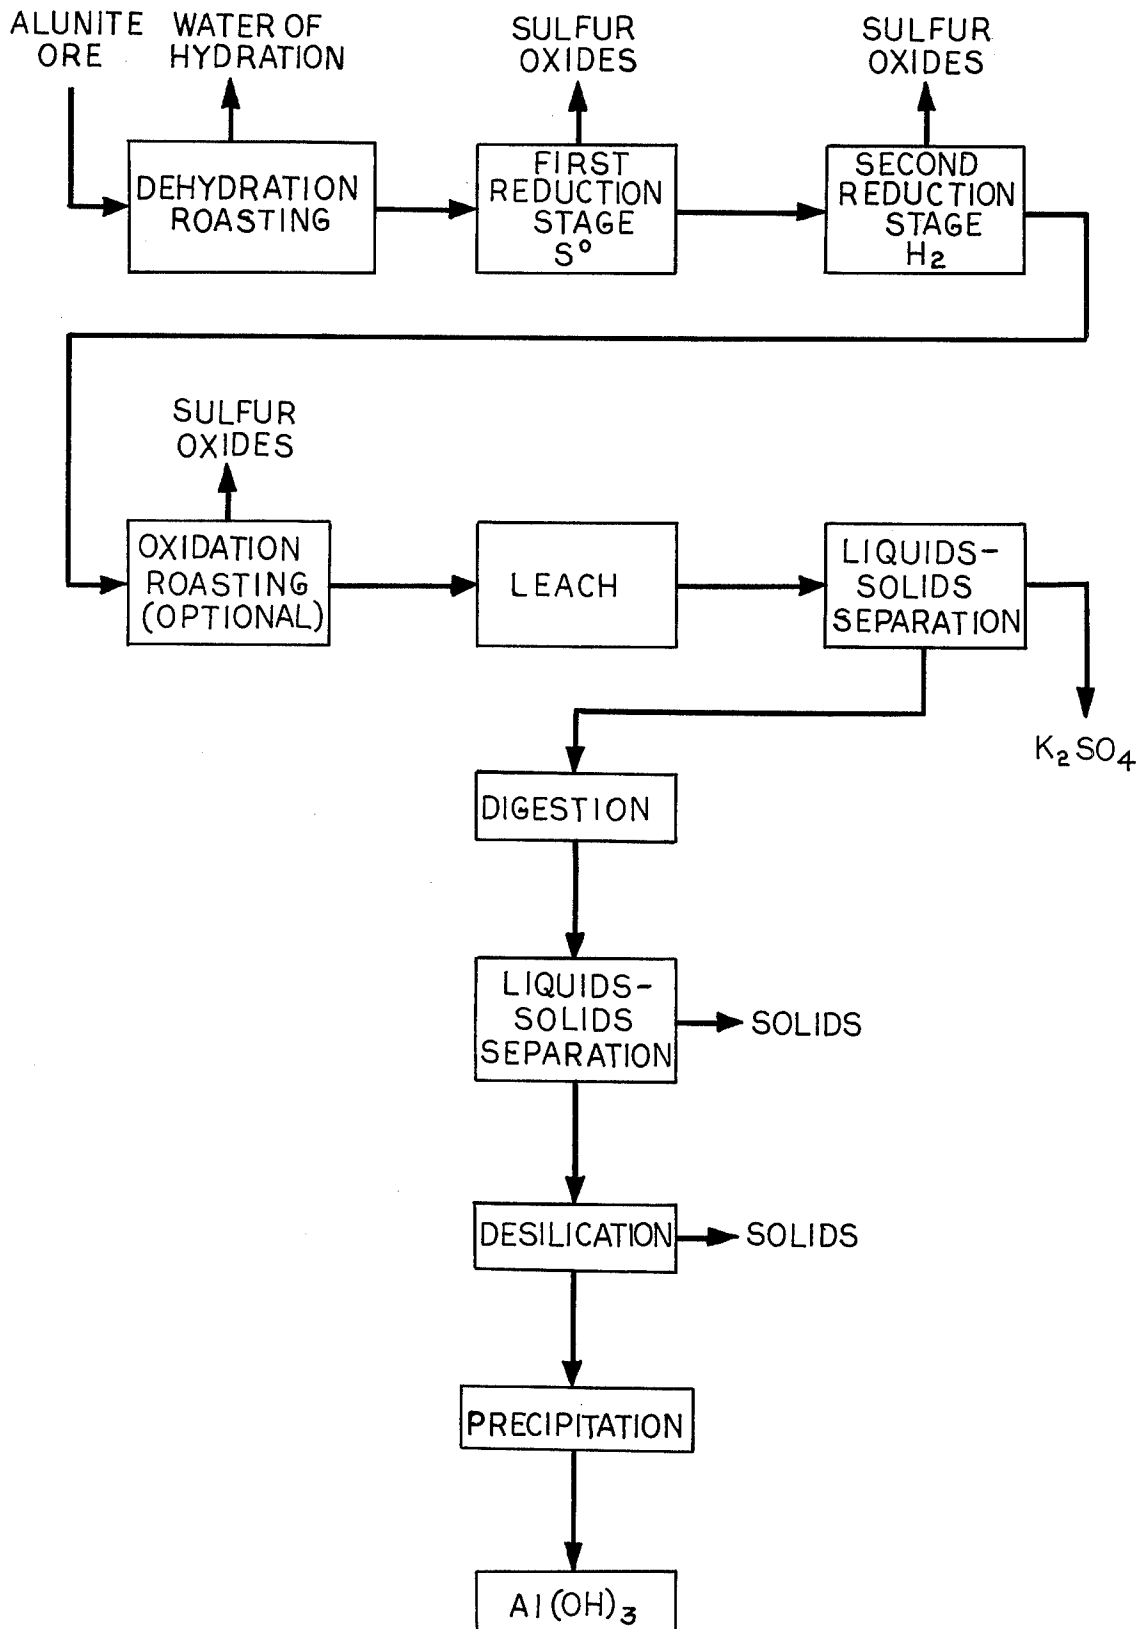 ALUNITE
ORE
WATER OF
HYDRATION
SULFUR
OXIDES
SULFUR
OXIDES
DEHYDRATION
ROASTING
FIRST
REDUCTION
STAGE
S°
SECOND
REDUCTION
STAGE
H₂
SULFUR
OXIDES
OXIDATION
ROASTING
(OPTIONAL)
LEACH
LIQUIDS-
SOLIDS
SEPARATION
K₂SO₄
DIGESTION
LIQUIDS-
SOLIDS
SEPARATION
SOLIDS
DESILICATION
SOLIDS
PRECIPITATION
Al(OH)₃